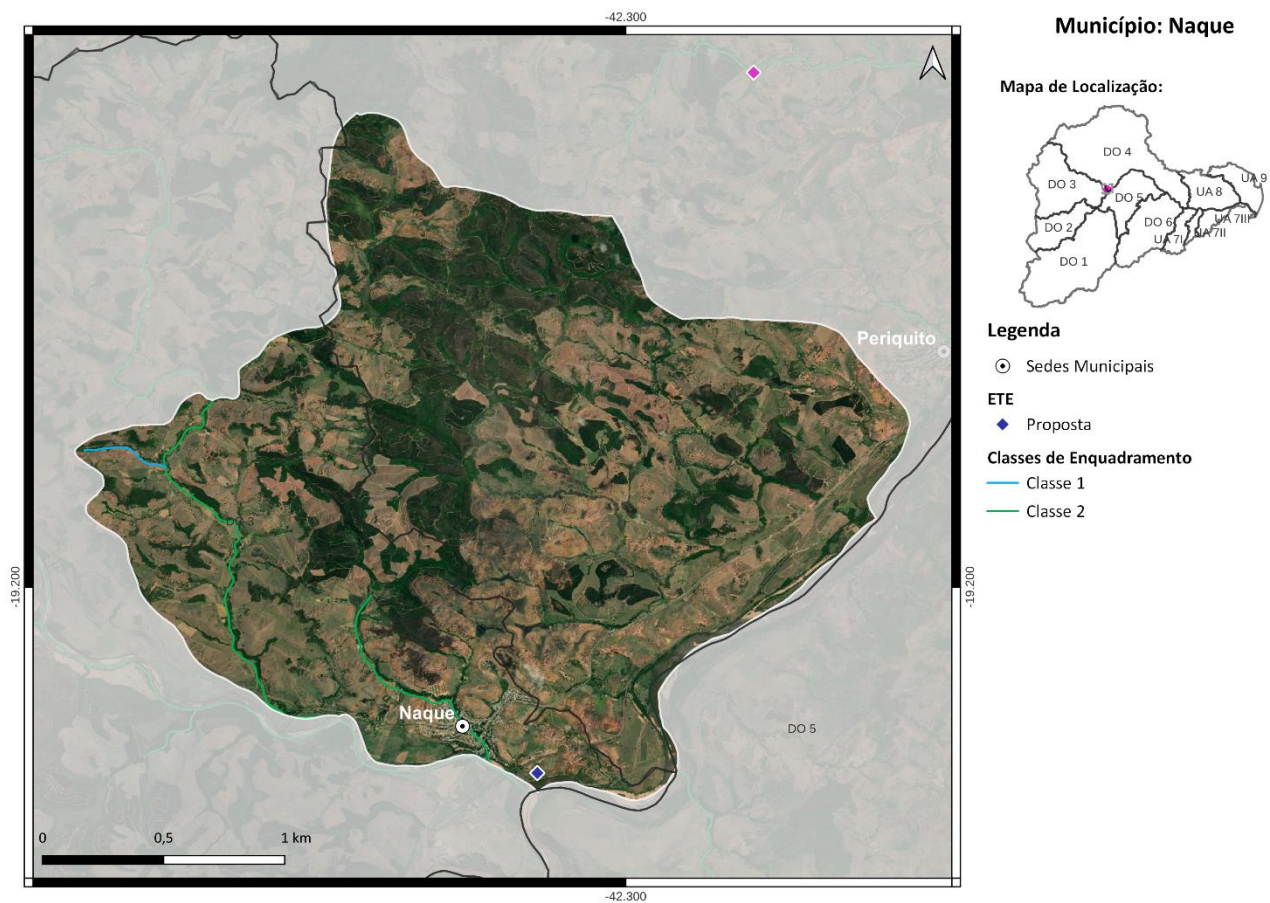 -42.300
Município: Naque
Mapa de Localização:
DO 4
DO 3
UA 9
UA 8
DO 5
DO 2
DO 6
UA 7III
UA 7II
UA 7I
DO 1
Legenda
Sedes Municipais
ETE
Proposta
Classes de Enquadramento
Classe 1
Classe 2
Periquito
-19.200
-19.200
Naque
DO 5
0 0,5 1 km
-42.300